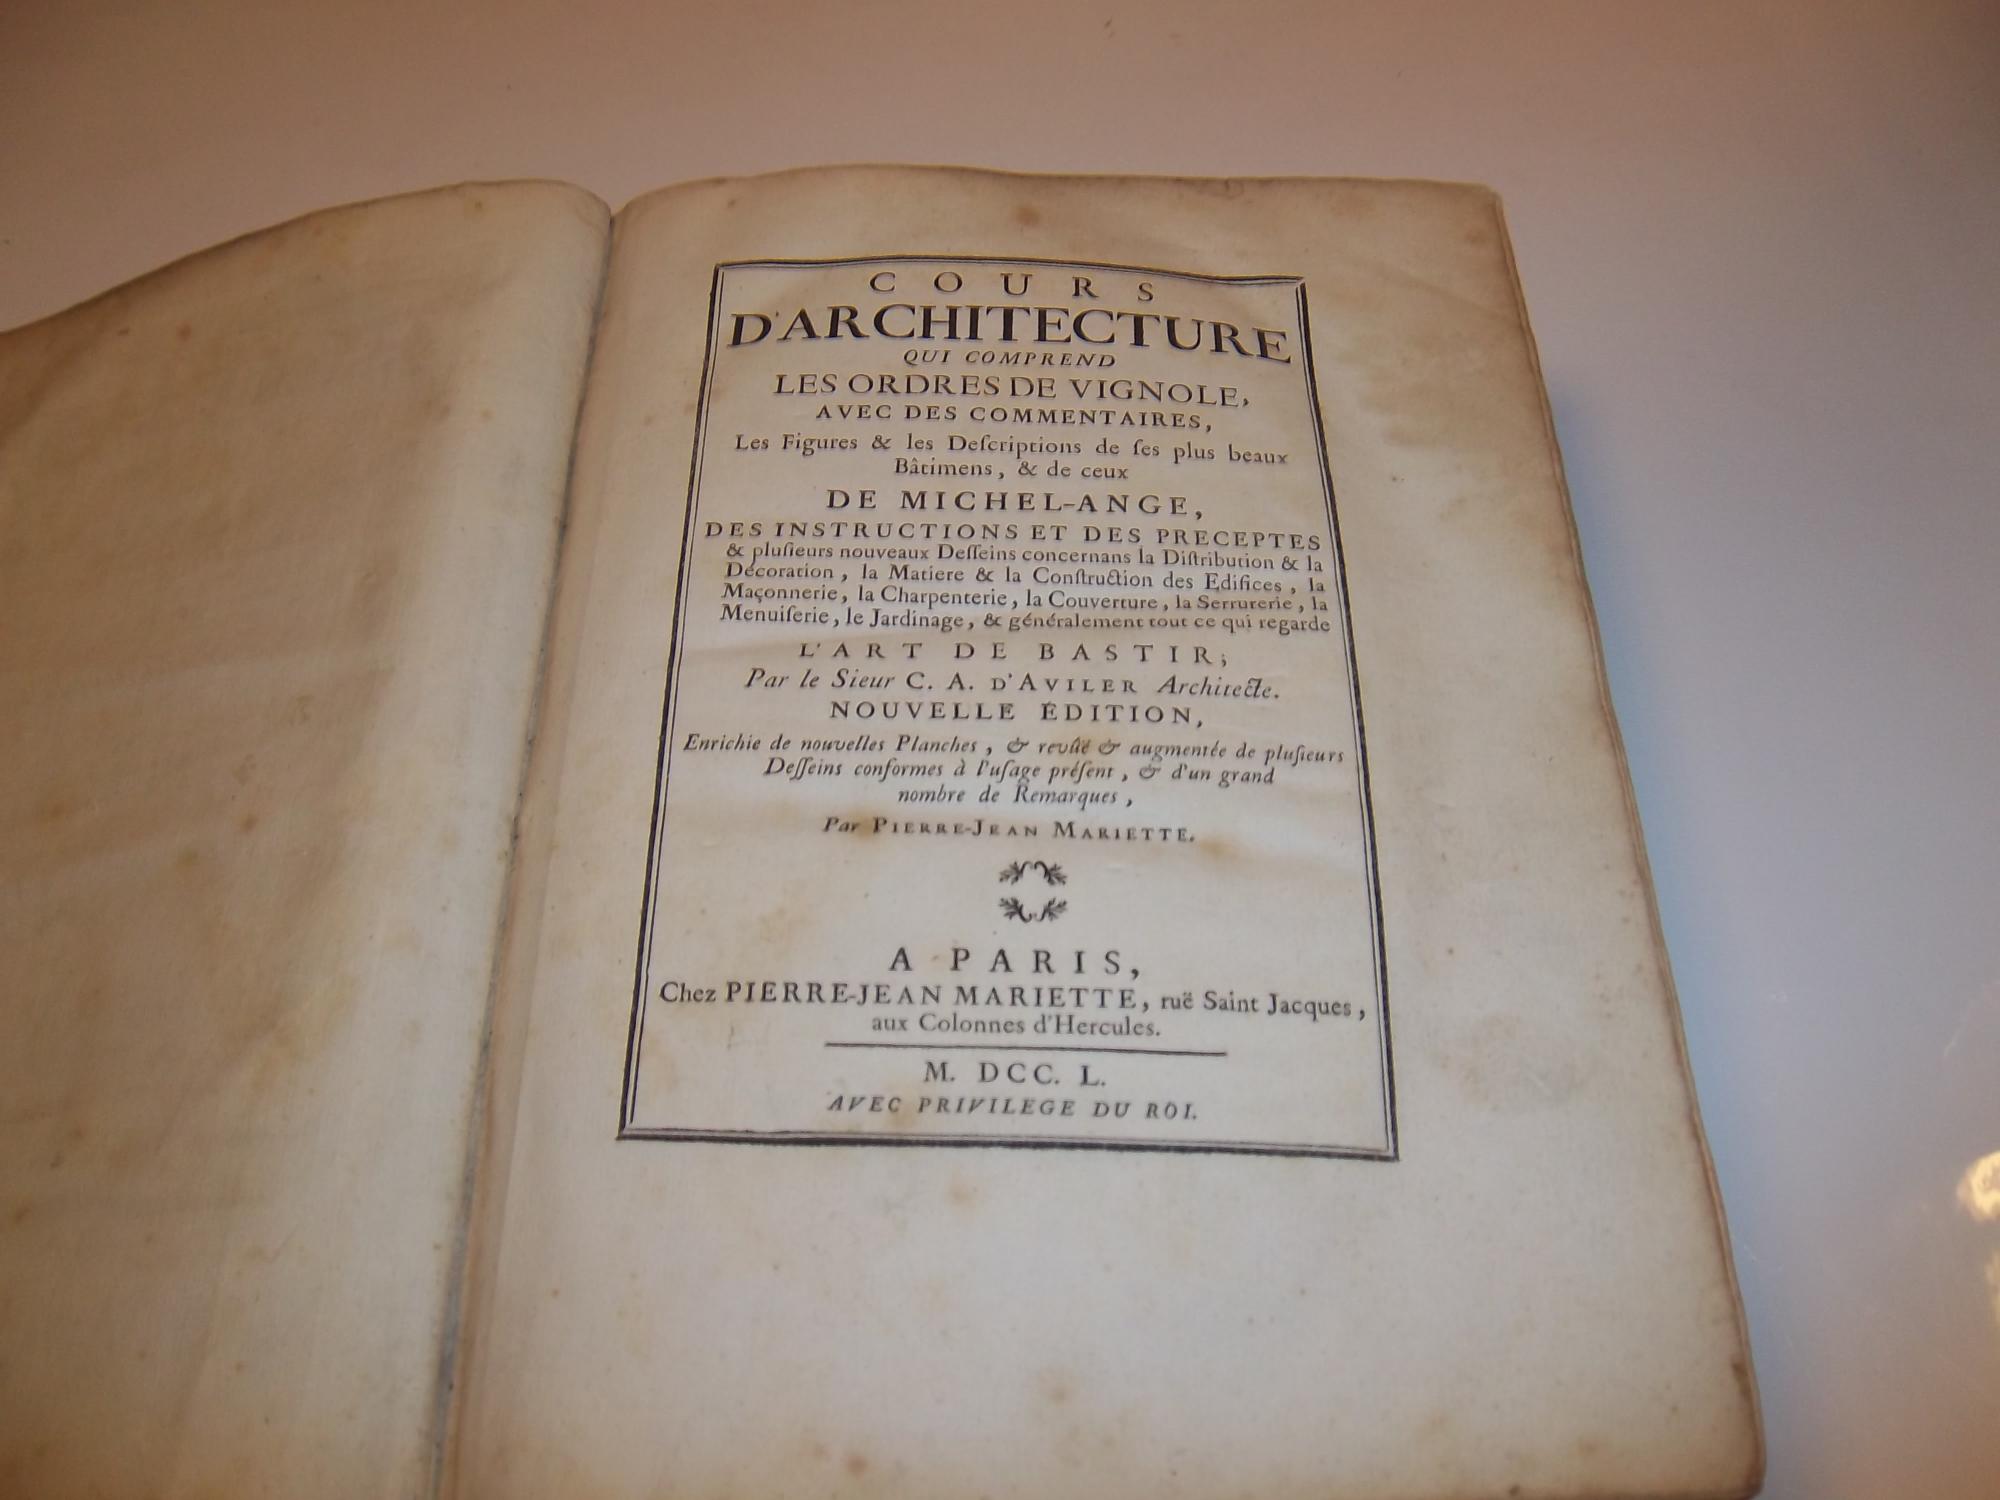 COURS
D'ARCHITECTURE
QUI COMPREND
LES ORDRES DE VIGNOLE,
AVEC DES COMMENTAIRES,
Les Figures & les Deſcriptions de ſes plus beaux
Bâtimens, & de ceux
DE MICHEL-ANGE,
DES INSTRUCTIONS ET DES PRECEPTES
& pluſieurs nouveaux Deſſeins concernans la Diſtribution & la
Décoration, la Matiere & la Conſtruction des Edifices, la
Maçonnerie, la Charpenterie, la Couverture, la Serrurerie, la
Menuiſerie, le Jardinage, & généralement tout ce qui regarde
L'ART DE BASTIR;
Par le Sieur C. A. D'AVILER Architecte.
NOUVELLE ÉDITION,
Enrichie de nouvelles Planches, & revûë & augmentée de pluſieurs
Deſſeins conformes à l'uſage préſent, & d'un grand
nombre de Remarques,
Par PIERRE-JEAN MARIETTE.
A PARIS,
Chez PIERRE-JEAN MARIETTE, ruë Saint Jacques,
aux Colonnes d'Hercules.
M. DCC. L.
AVEC PRIVILEGE DU ROI.